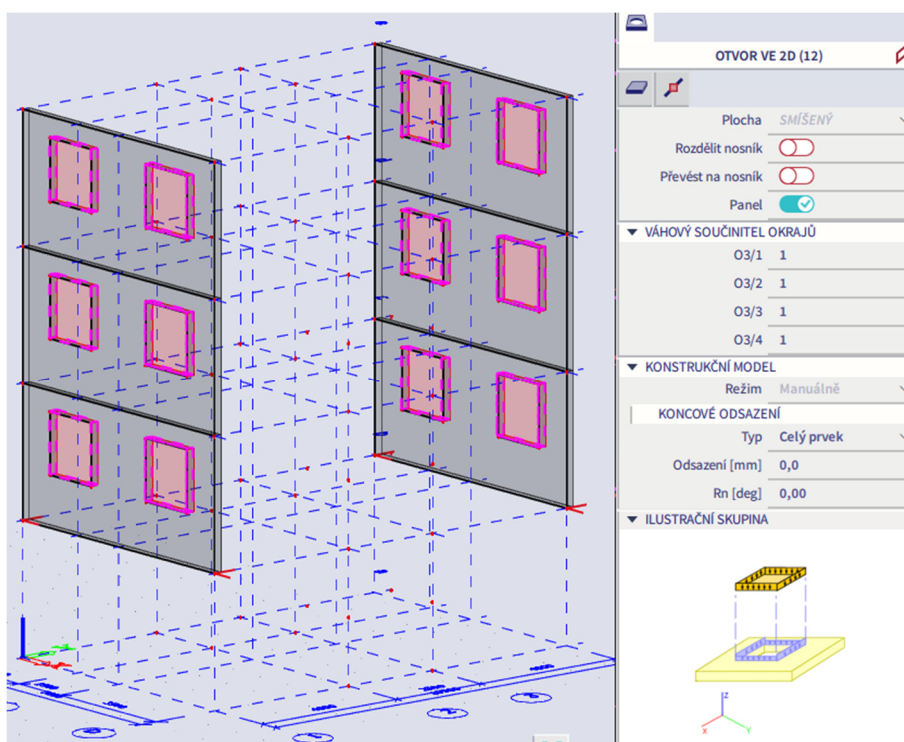 OTVOR VE 2D (12)
Plocha SMÍŠENÝ
Rozdělit nosník
Převést na nosník
Panel
VÁHOVÝ SOUČINITEL OKRAJŮ
O3/1 1
O3/2 1
O3/3 1
O3/4 1
KONSTRUKČNÍ MODEL
Režim Manuálně
KONCOVÉ ODSAZENÍ
Typ Celý prvek
Odsazení [mm] 0,0
Rn [deg] 0,00
ILUSTRAČNÍ SKUPINA
z
x
Y